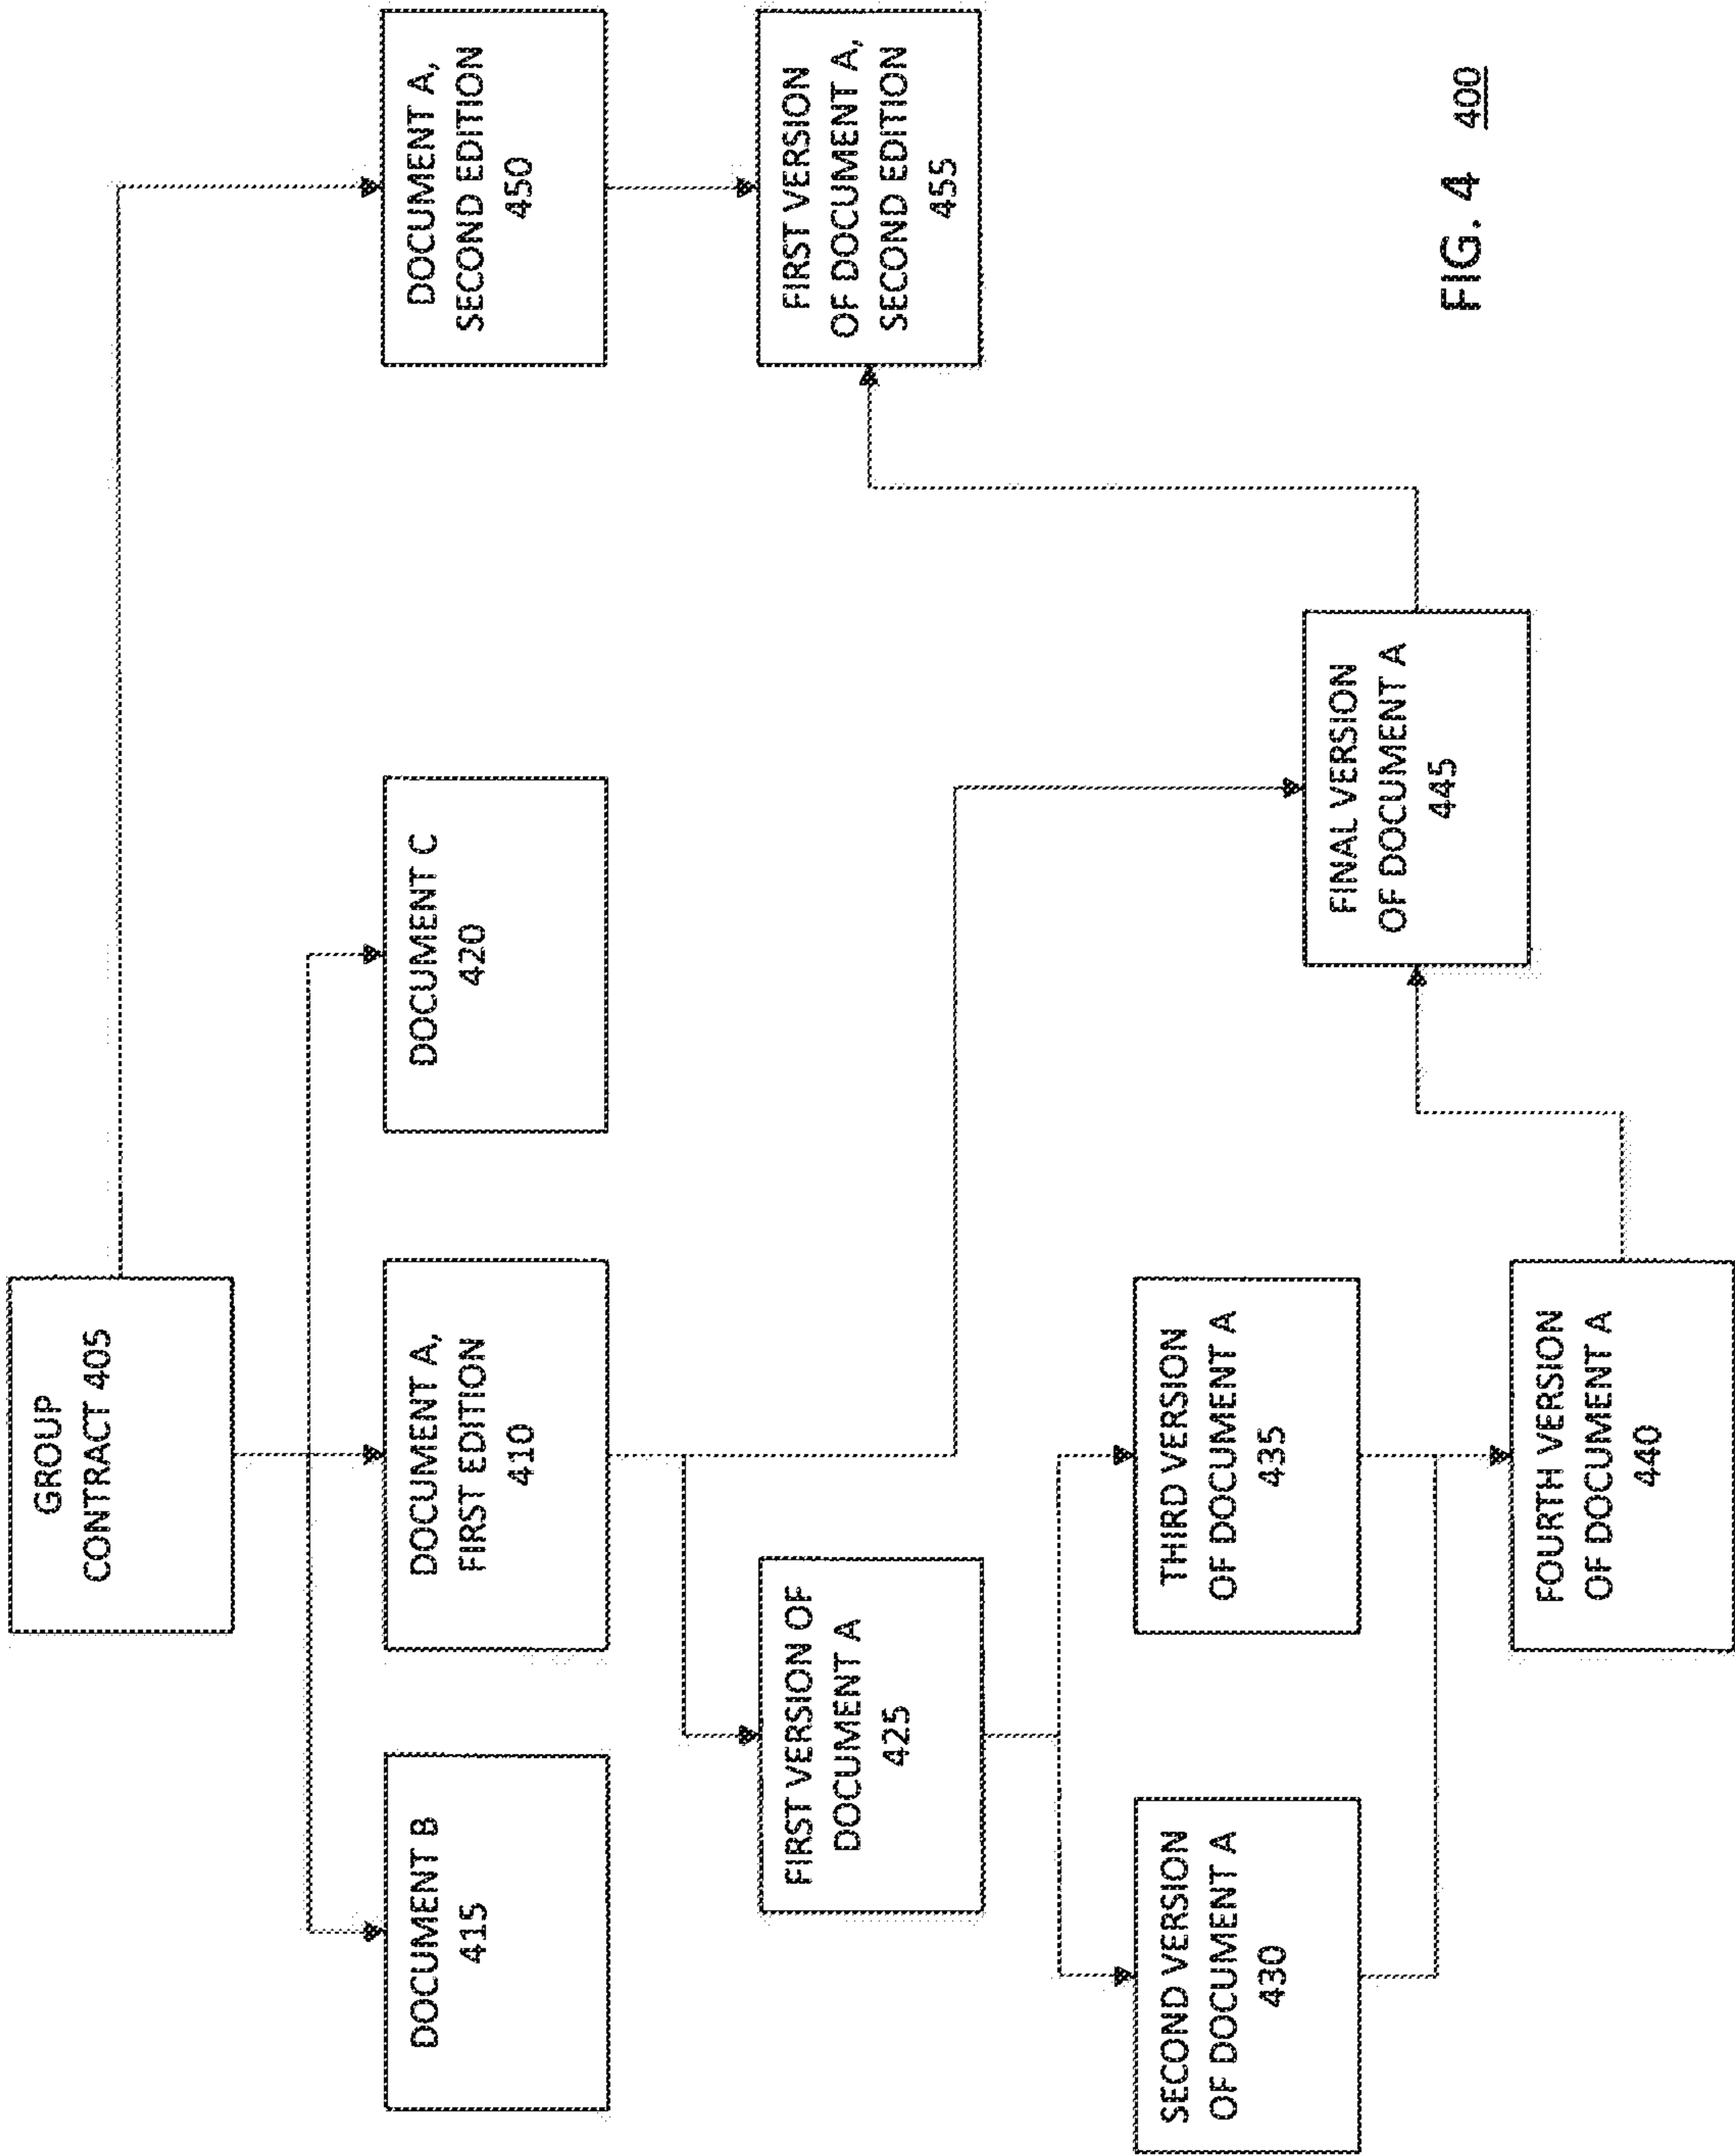 GROUP
CONTRACT 405
DOCUMENT B
415
DOCUMENT A,
FIRST EDITION
410
DOCUMENT C
420
DOCUMENT A,
SECOND EDITION
450
FIRST VERSION OF
DOCUMENT A
425
FIRST VERSION
OF DOCUMENT A,
SECOND EDITION
455
SECOND VERSION
OF DOCUMENT A
430
THIRD VERSION
OF DOCUMENT A
435
FINAL VERSION
OF DOCUMENT A
445
FOURTH VERSION
OF DOCUMENT A
440
FIG. 4 400